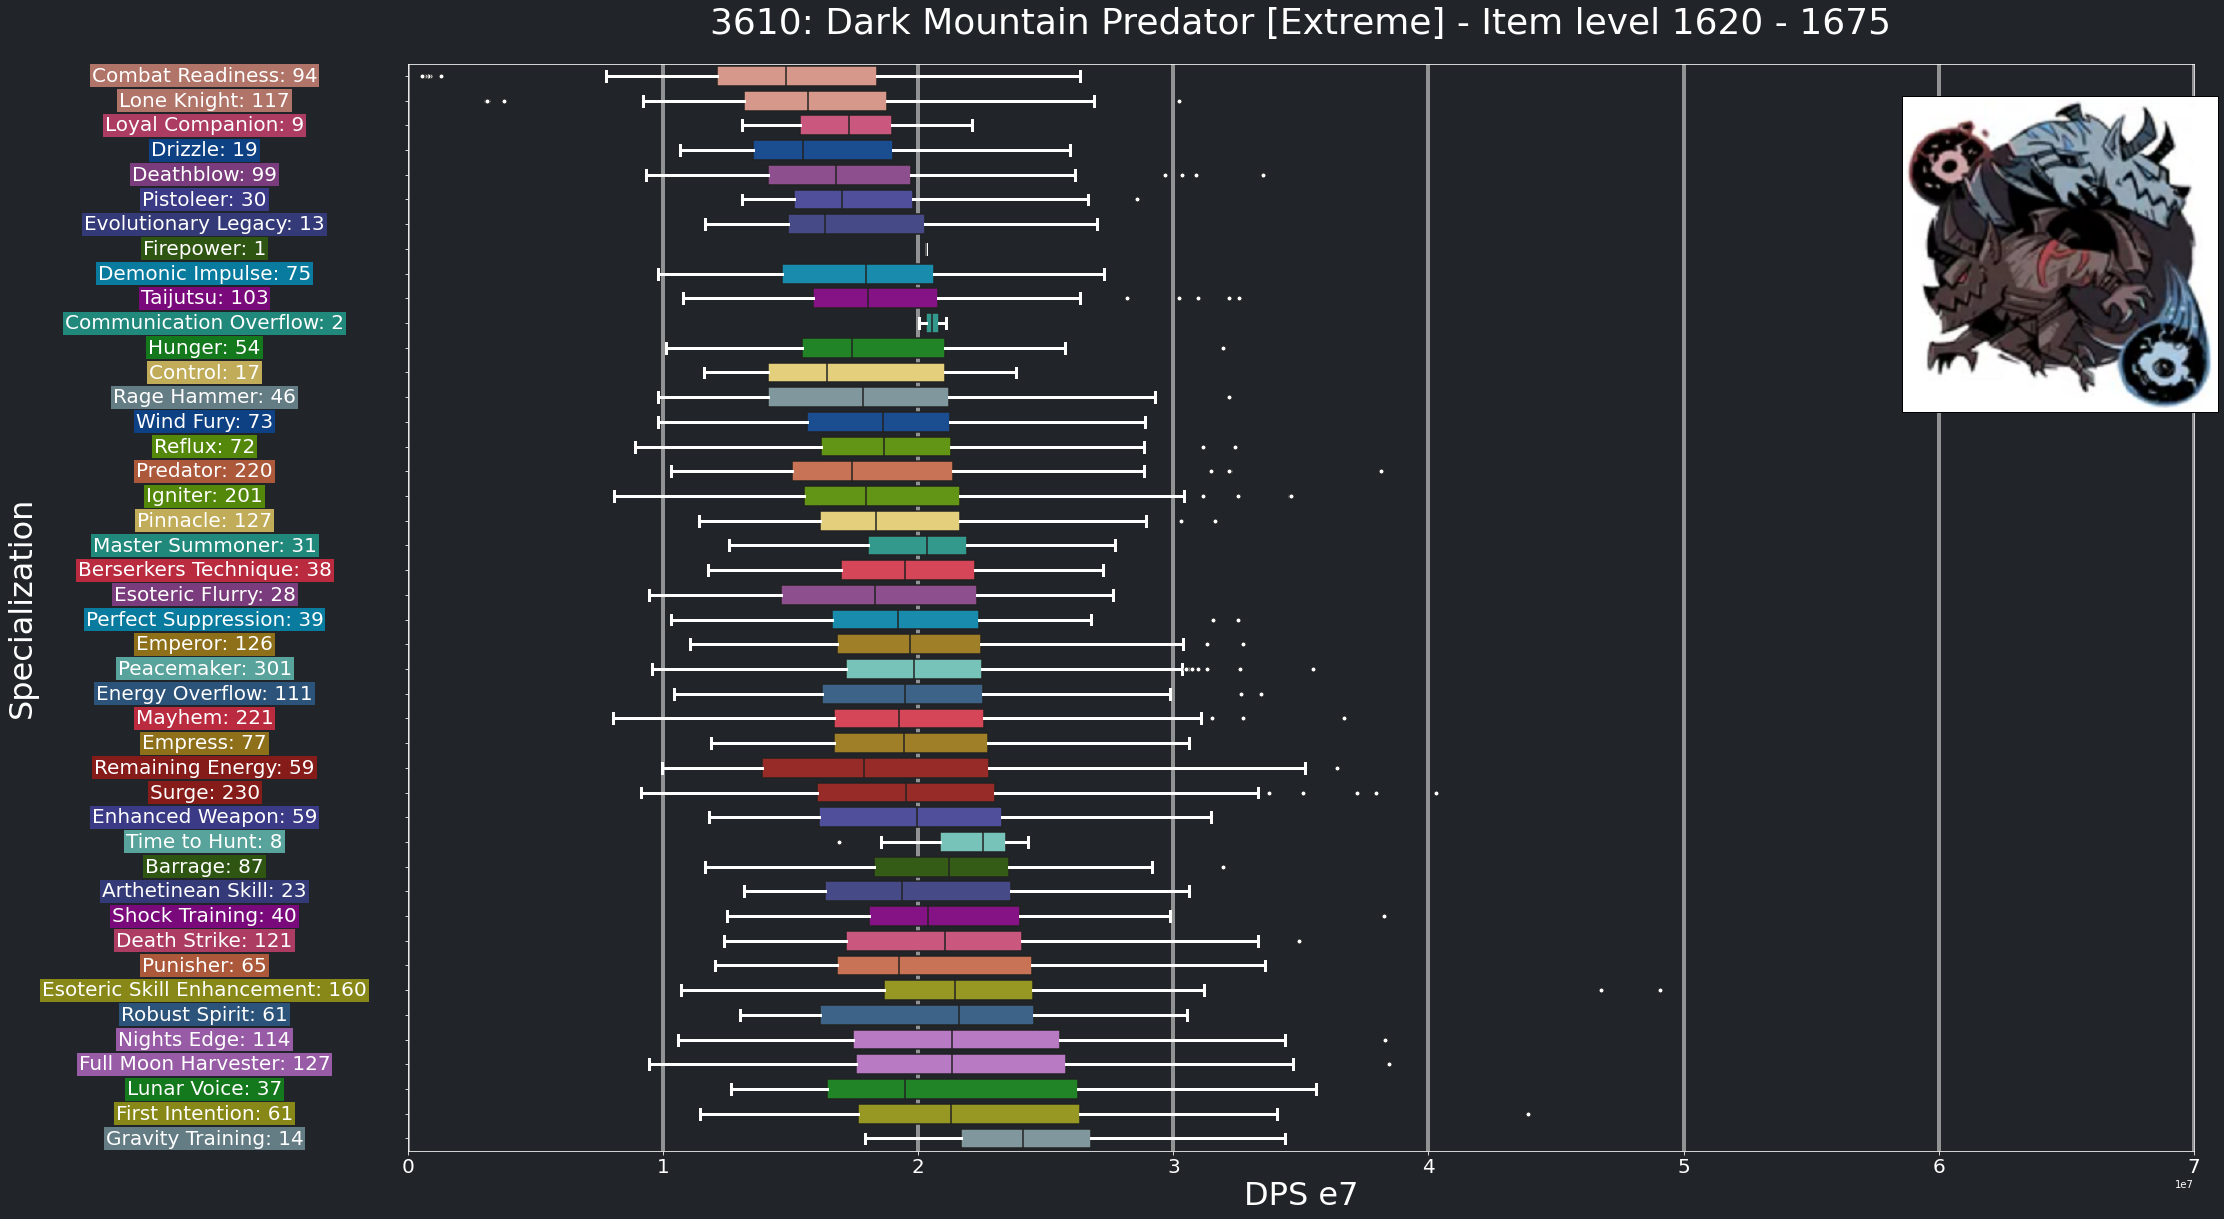 3610: Dark Mountain Predator [Extreme] - Item level 1620 - 1675
Specialization
Combat Readiness: 94
Lone Knight: 117
Loyal Companion: 9
Drizzle: 19
Deathblow: 99
Pistoleer: 30
Evolutionary Legacy: 13
Firepower: 1
Demonic Impulse: 75
Taijutsu: 103
Communication Overflow: 2
Hunger: 54
Control: 17
Rage Hammer: 46
Wind Fury: 73
Reflux: 72
Predator: 220
Igniter: 201
Pinnacle: 127
Master Summoner: 31
Berserkers Technique: 38
Esoteric Flurry: 28
Perfect Suppression: 39
Emperor: 126
Peacemaker: 301
Energy Overflow: 111
Mayhem: 221
Empress: 77
Remaining Energy: 59
Surge: 230
Enhanced Weapon: 59
Time to Hunt: 8
Barrage: 87
Arthetinean Skill: 23
Shock Training: 40
Death Strike: 121
Punisher: 65
Esoteric Skill Enhancement: 160
Robust Spirit: 61
Nights Edge: 114
Full Moon Harvester: 127
Lunar Voice: 37
First Intention: 61
Gravity Training: 14
0 1 2 3 4 5 6 7
1e7
DPS e7